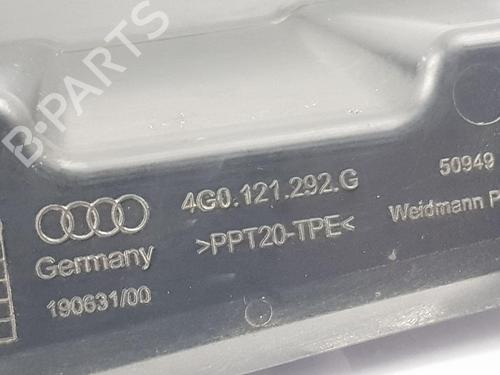 B-PARTS
4G0.121.292.G
50949
>PPT20-TPE<
Weidmann P
Germany
190631/00